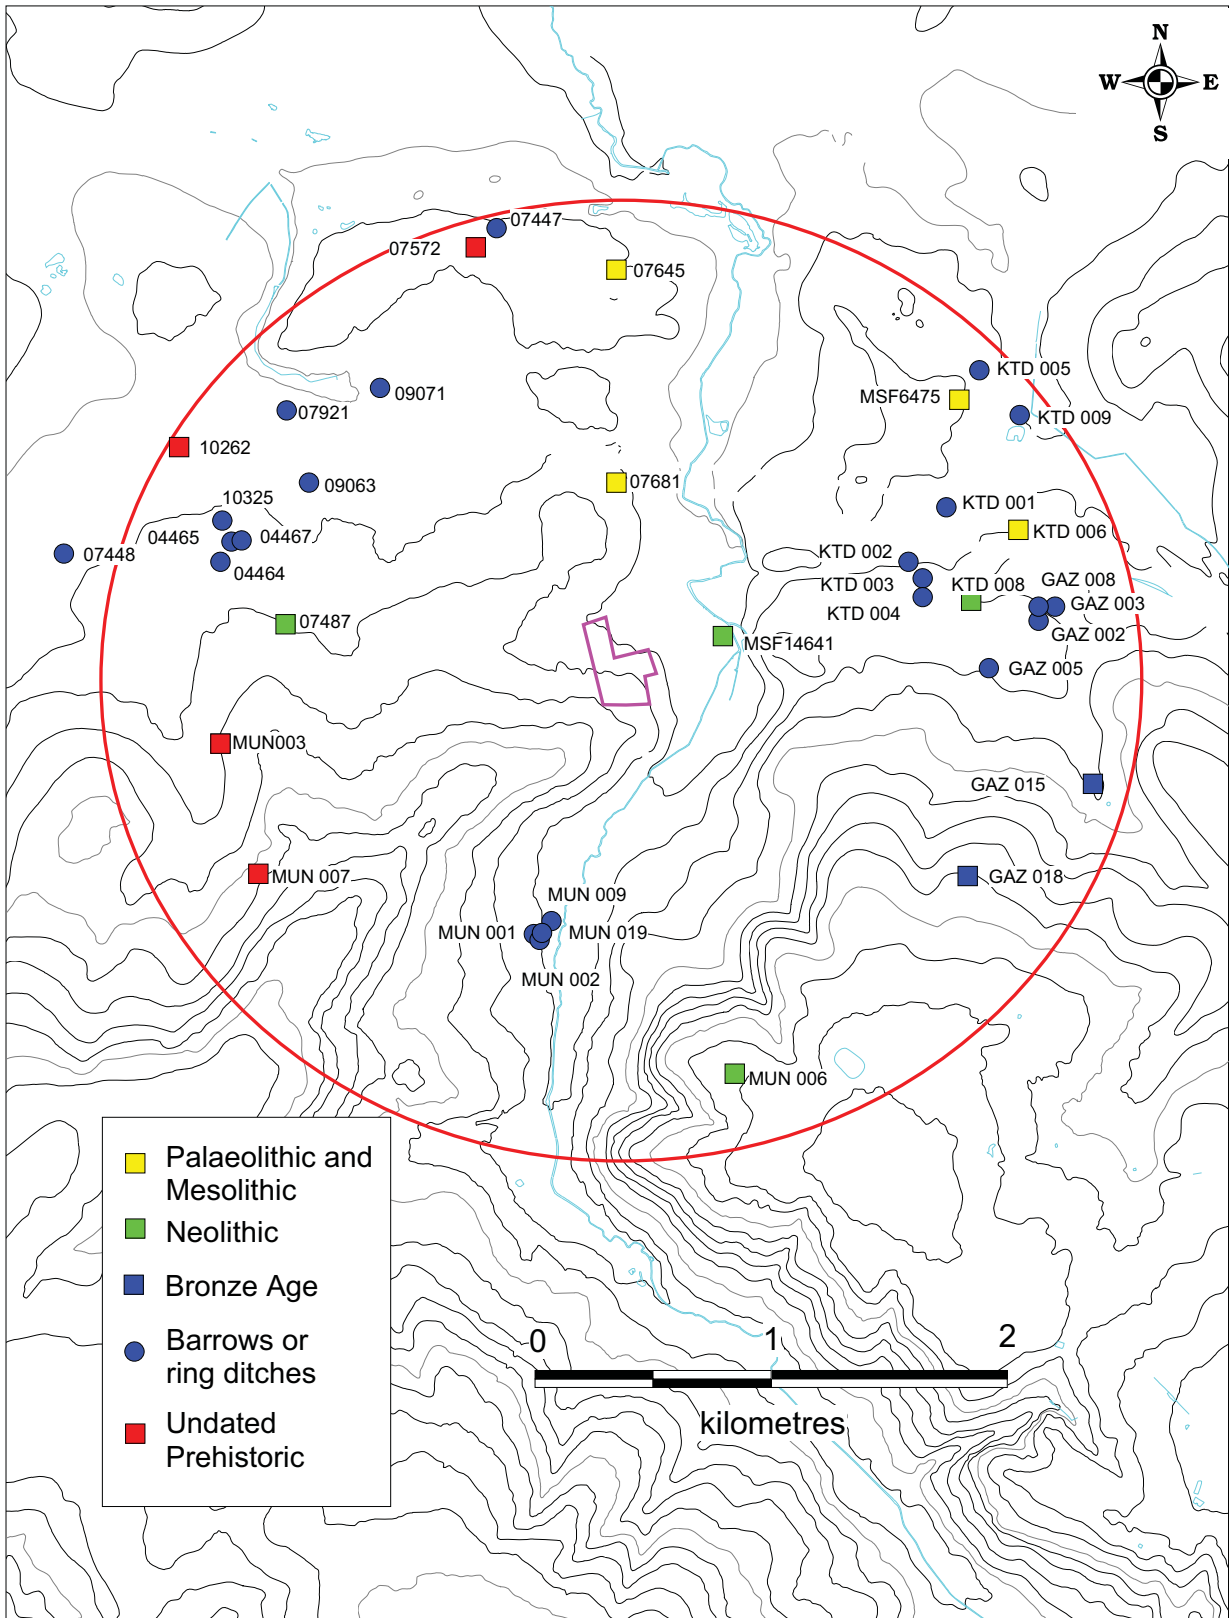 N
W
E
S
07447
07572
07645
KTD 005
MSF6475
09071
07921
KTD 009
10262
09063
07681
10325
KTD 001
04465
04467
KTD 006
07448
KTD 002
04464
KTD 003
KTD 008
GAZ 008
KTD 004
GAZ 003
07487
GAZ 002
MSF14641
GAZ 005
MUN003
GAZ 015
MUN 007
GAZ 018
MUN 009
MUN 001
MUN 019
MUN 002
MUN 006
Palaeolithic and
Mesolithic
Neolithic
Bronze Age
Barrows or
ring ditches
Undated
Prehistoric
0
1
2
kilometres